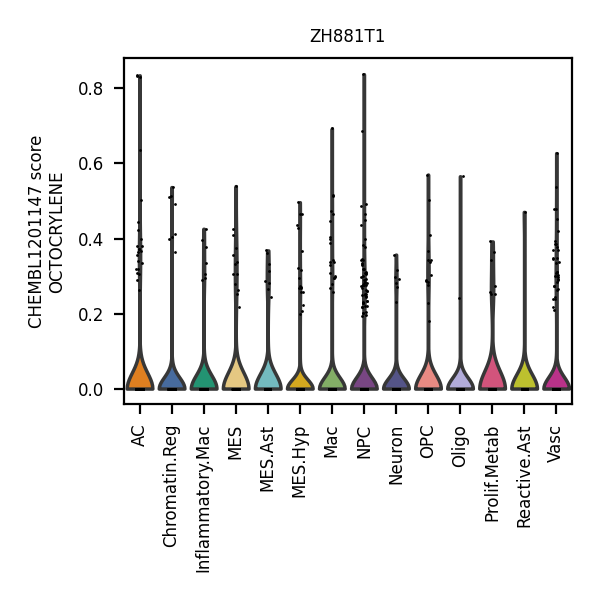 ZH881T1
CHEMBL1201147 score
OCTOCRYLENE
0.8
0.6
0.4
0.2
0.0
AC
Chromatin.Reg
Inflammatory.Mac
MES
MES.Ast
MES.Hyp
Mac
NPC
Neuron
OPC
Oligo
Prolif.Metab
Reactive.Ast
Vasc